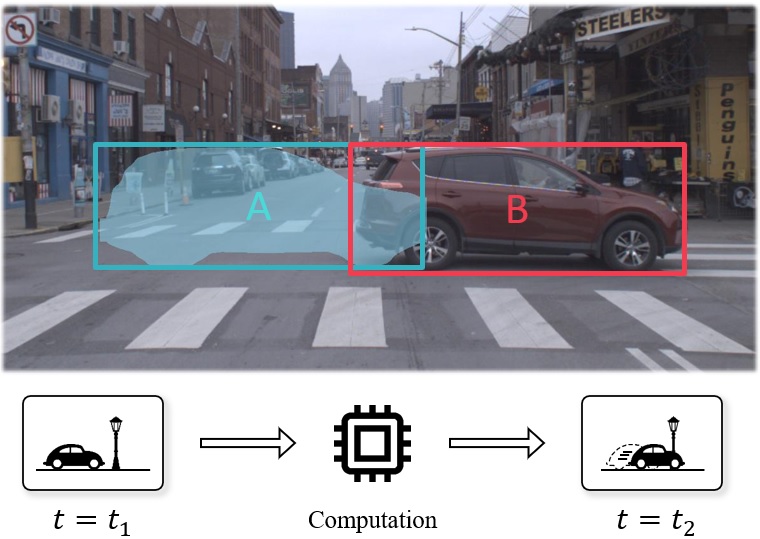 STEELERS
Penguins
A
B
t = t₁
Computation
t = t₂